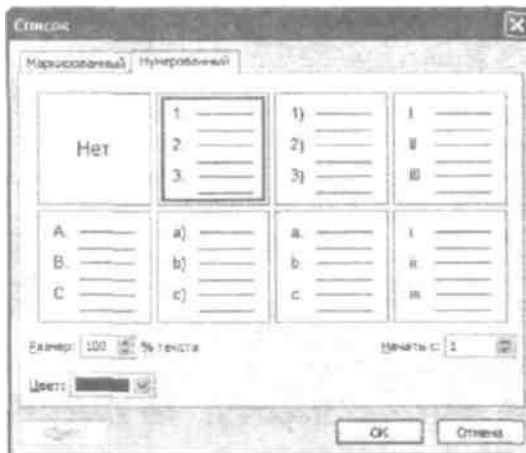 Список
Маркированный Нумерованный
Нет
1.
2.
3.
1)
2)
3)
I
II
III
A.
B.
C
a)
b)
c)
a.
b.
c.
i
ii
iii
Размер: 100 % текста
Начать с: 1
Цвет:
OK Отмена